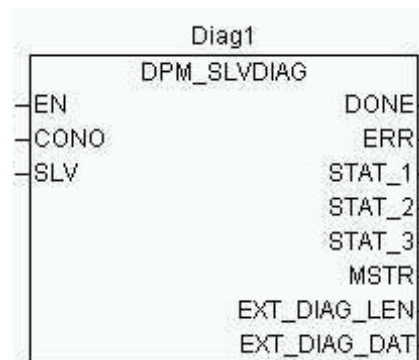 Diag1
DPM_SLVDIAG
EN DONE
CONO ERR
SLV STAT_1
STAT_2
STAT_3
MSTR
EXT_DIAG_LEN
EXT_DIAG_DAT